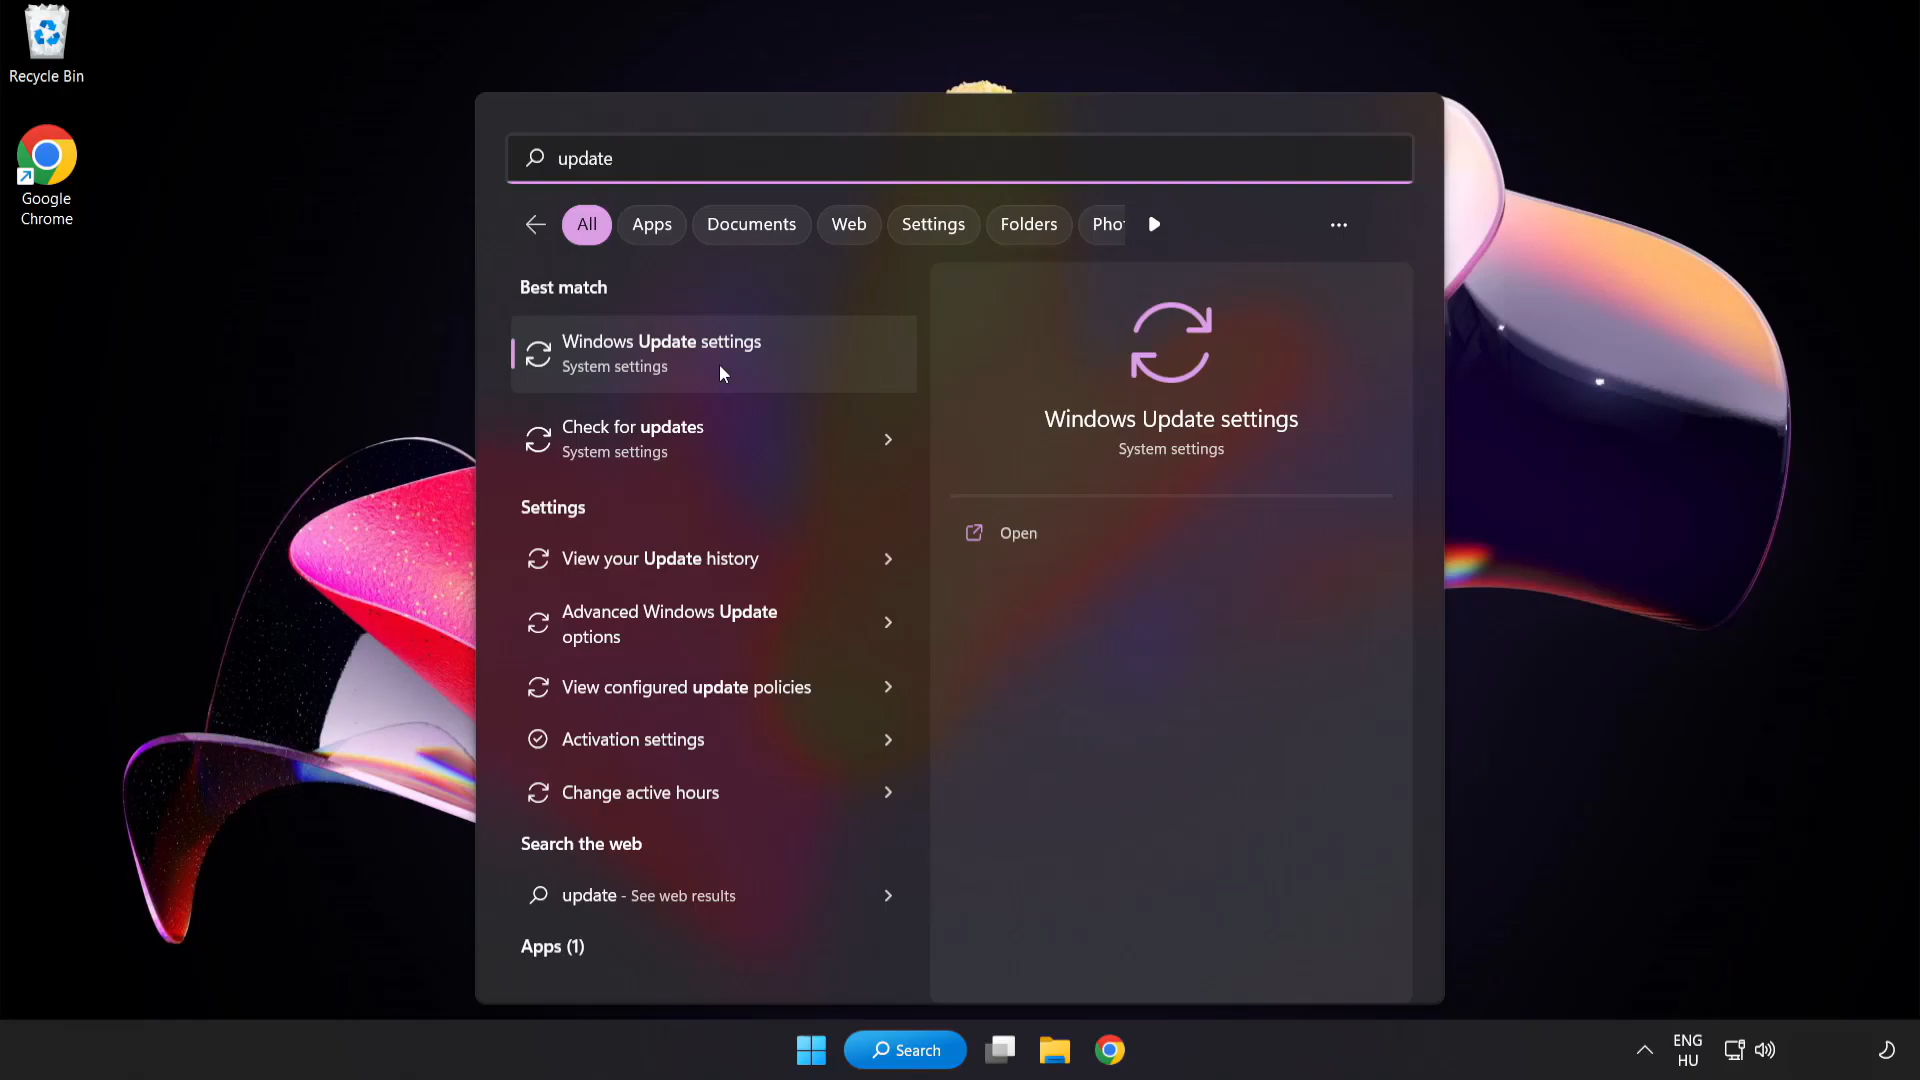 Recycle Bin
Google
Chrome
update
All
Apps
Documents
Web
Settings
Folders
Pho
Best match
Windows Update settings
System settings
Check for updates
System settings
Settings
View your Update history
Advanced Windows Update
options
View configured update policies
Activation settings
Change active hours
Search the web
update - See web results
Apps (1)
Windows Update settings
System settings
Open
Search
ENG
HU